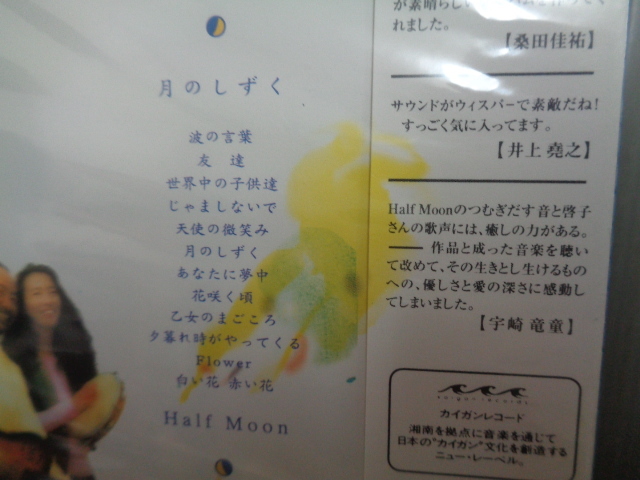 月のしずく
波の言葉
友達
世界中の子供達
じゃましないで
天使の微笑み
月のしずく
あなたに夢中
花咲く頃
乙女のまごころ
夕暮れ時がやってくる
Flower
白い花 赤い花
Half Moon
が素晴らしい
れました。
【桑田佳祐】
サウンドがウィスパーで素敵だね!
すっごく気に入ってます。
【井上堯之】
Half Moonのつむぎだす音と啓子
さんの歌声には、癒しの力がある。
── 作品と成った音楽を聴い
て改めて、その生きとし生けるもの
への、優しさと愛の深さに感動し
てしまいました。
【宇崎竜童】
カイガンレコード
湘南を拠点に音楽を通じて
日本の"カイガン"文化を創造する
ニュー・レーベル。